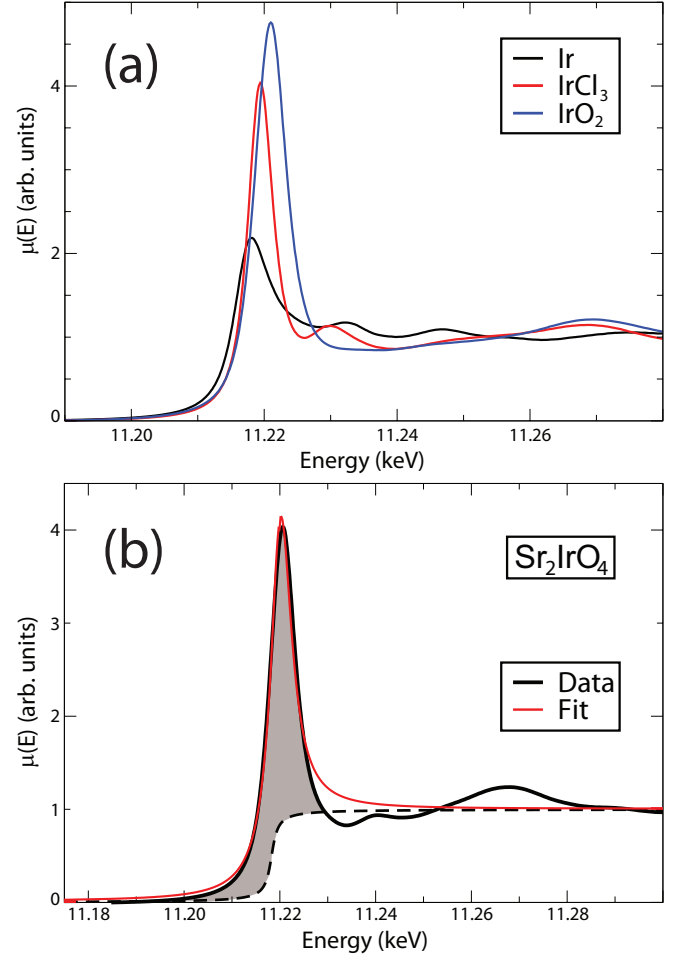 (a)
Ir
IrCl₃
IrO₂
μ(E) (arb. units)
4
2
0
11.20 11.22 11.24 11.26
Energy (keV)
(b)
Sr₂IrO₄
Data
Fit
μ(E) (arb. units)
4
3
2
1
0
11.18 11.20 11.22 11.24 11.26 11.28
Energy (keV)